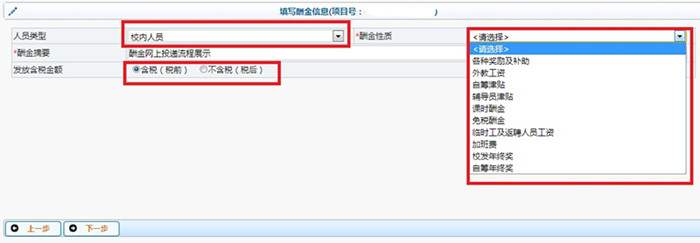 填写酬金信息(项目号： )
人员类型 校内人员 *酬金性质 <请选择>
*酬金摘要 酬金网上投递流程展示
发放含税金额 含税（税前） 不含税（税后）
<请选择>
各种奖励及补助
外教工资
自筹津贴
辅导员津贴
课时酬金
免税酬金
临时工及返聘人员工资
加班费
校发年终奖
自筹年终奖
上一步 下一步